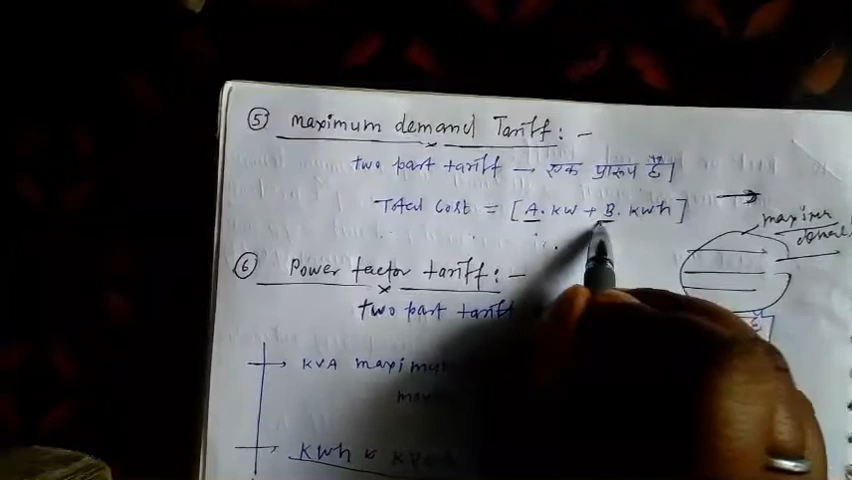 ⑤ maximum demand Tariff : -
two part tariff → एक प्रारूप है।
Total Cost = [A. KW + B. kwh]
maximum
demand
⑥ Power factor tariff : -
two part tariff
KVA maximum
kwh & KVarh